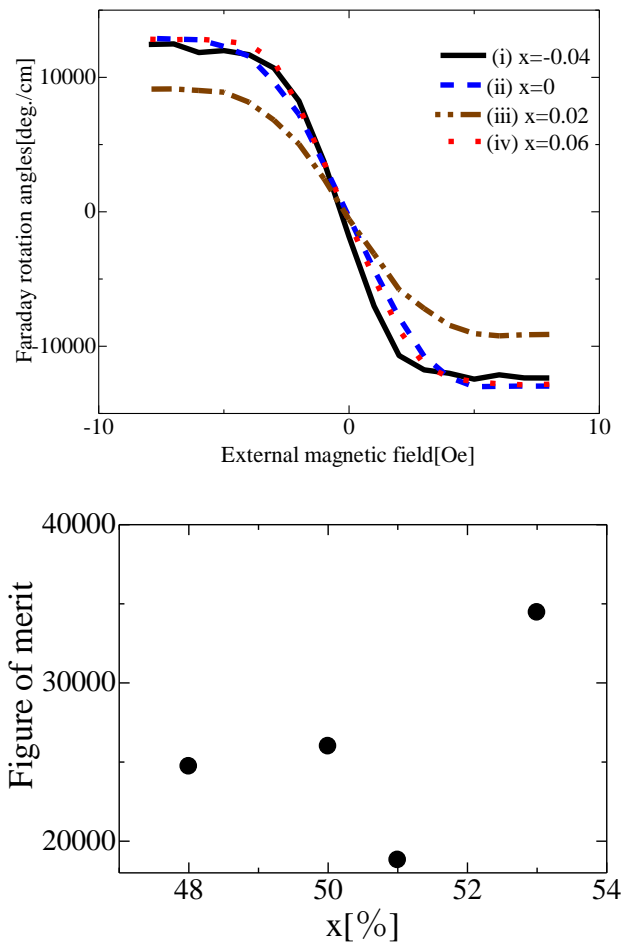 Faraday rotation angles[deg./cm]
10000
0
-10000
(i) x=-0.04
(ii) x=0
(iii) x=0.02
(iv) x=0.06
-10
0
10
External magnetic field[Oe]
Figure of merit
40000
30000
20000
48
50
52
54
x[%]